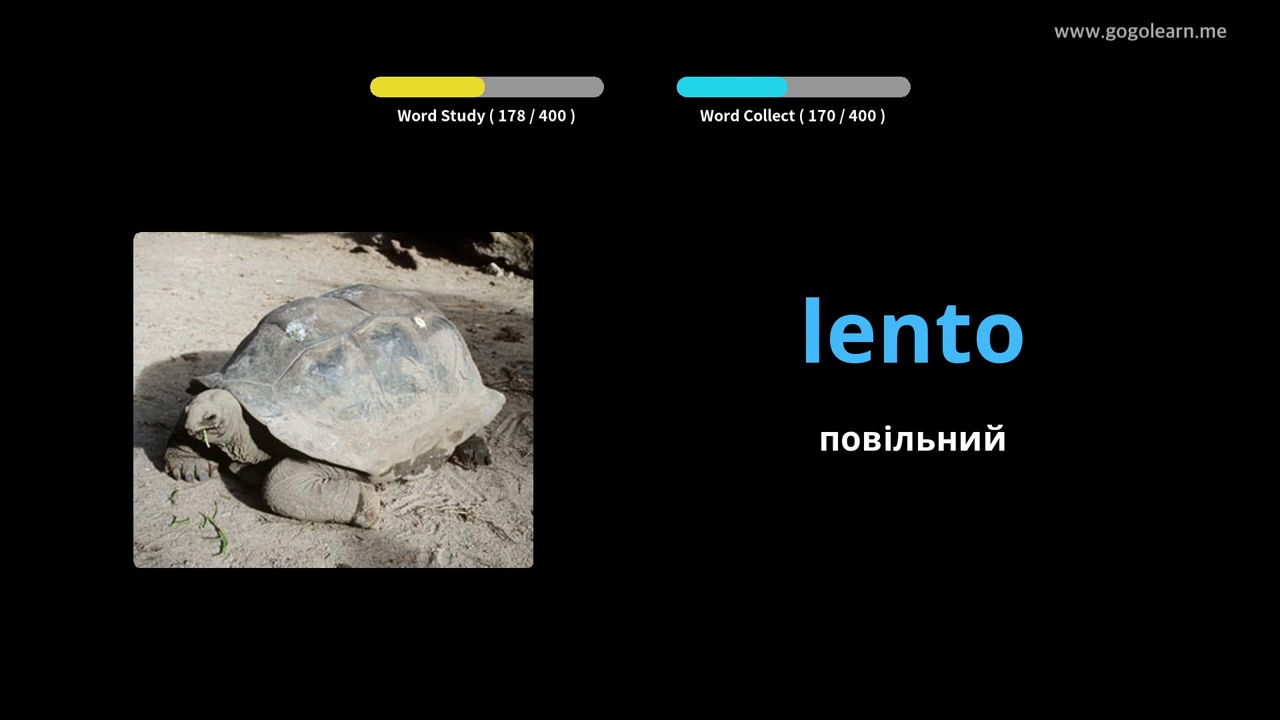 www.gogolearn.me
Word Study ( 178 / 400 )
Word Collect ( 170 / 400 )
lento
повільний